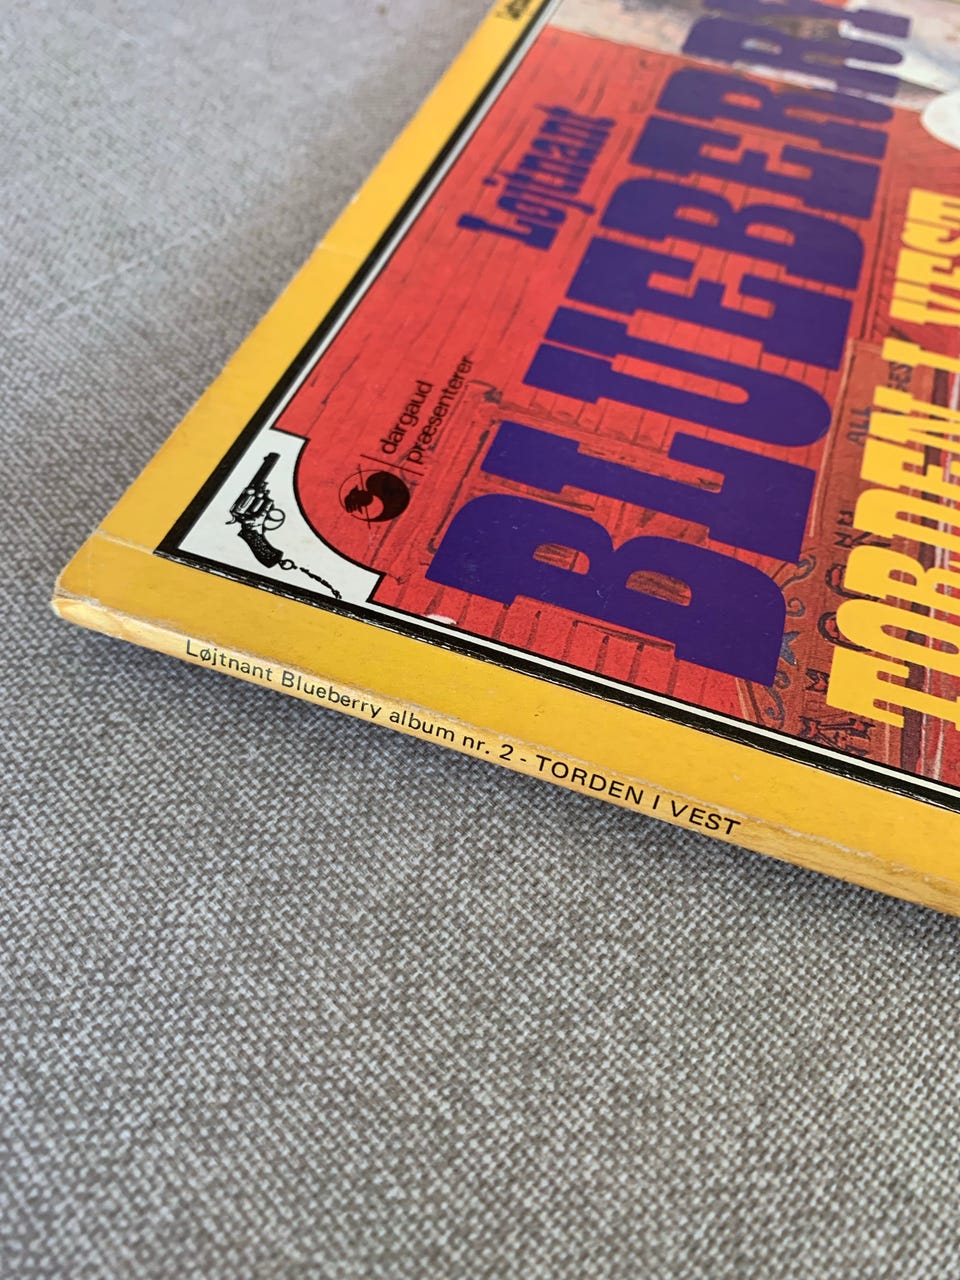 Løjtnant
BLUEBERRY
TORDEN I VEST
dargaud
præsenterer
Løjtnant Blueberry album nr. 2 - TORDEN I VEST